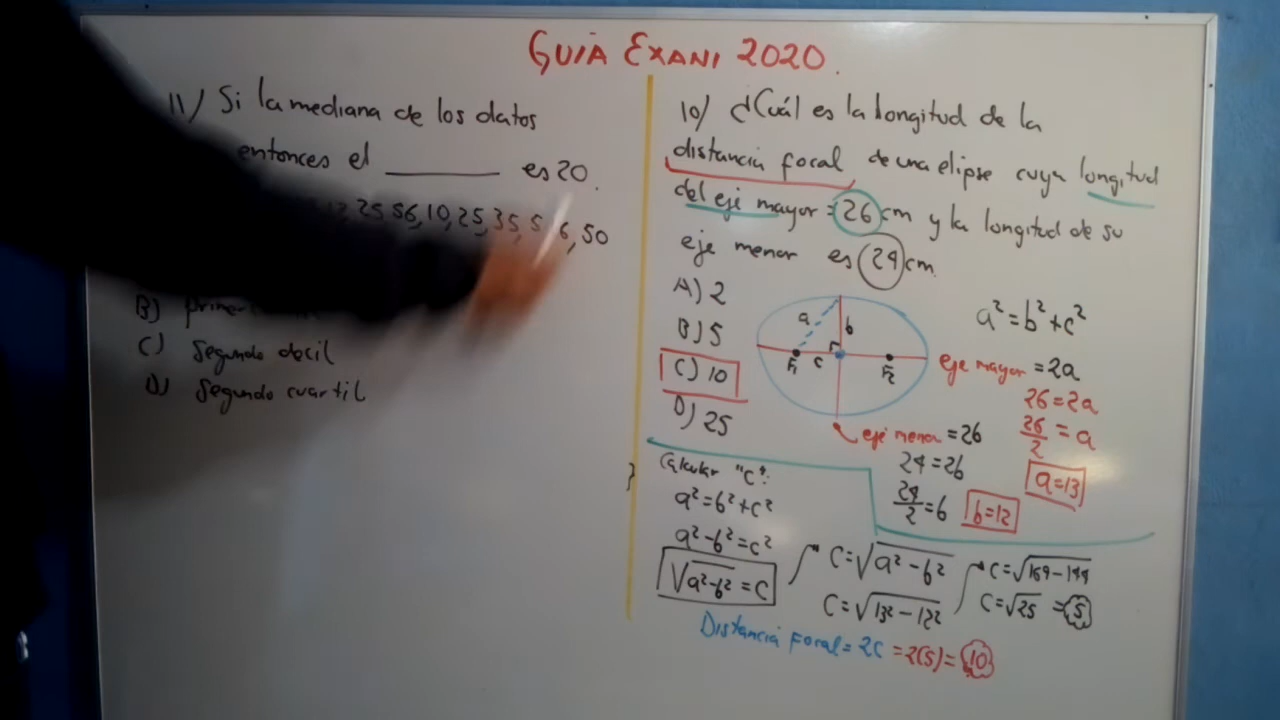 GUIA EXANI 2020.
11) Si la mediana de los datos
entonces el ______ es 20.
25, 56, 10, 25, 35, 5, 6, 50
B)
C) Segundo decil
D) Segundo cuartil
10) ¿Cuál es la longitud de la
distancia focal de una elipse cuya longitud
del eje mayor = 26 cm y la longitud de su
eje menor es 24 cm.
A) 2
B) 5
C) 10
D) 25
a
b
c
F1
F2
a²=b²+c²
eje mayor =2a
26=2a
26/2 = a
a=13
eje menor =2b
24=2b
24/2=b
b=12
Calcular "c":
a²=b²+c²
a²-b²=c²
√a²-b² = c
C=√a²-b²
C=√13²-12²
C=√169-144
C=√25 =5
Distancia focal = 2c =2(5)= 10